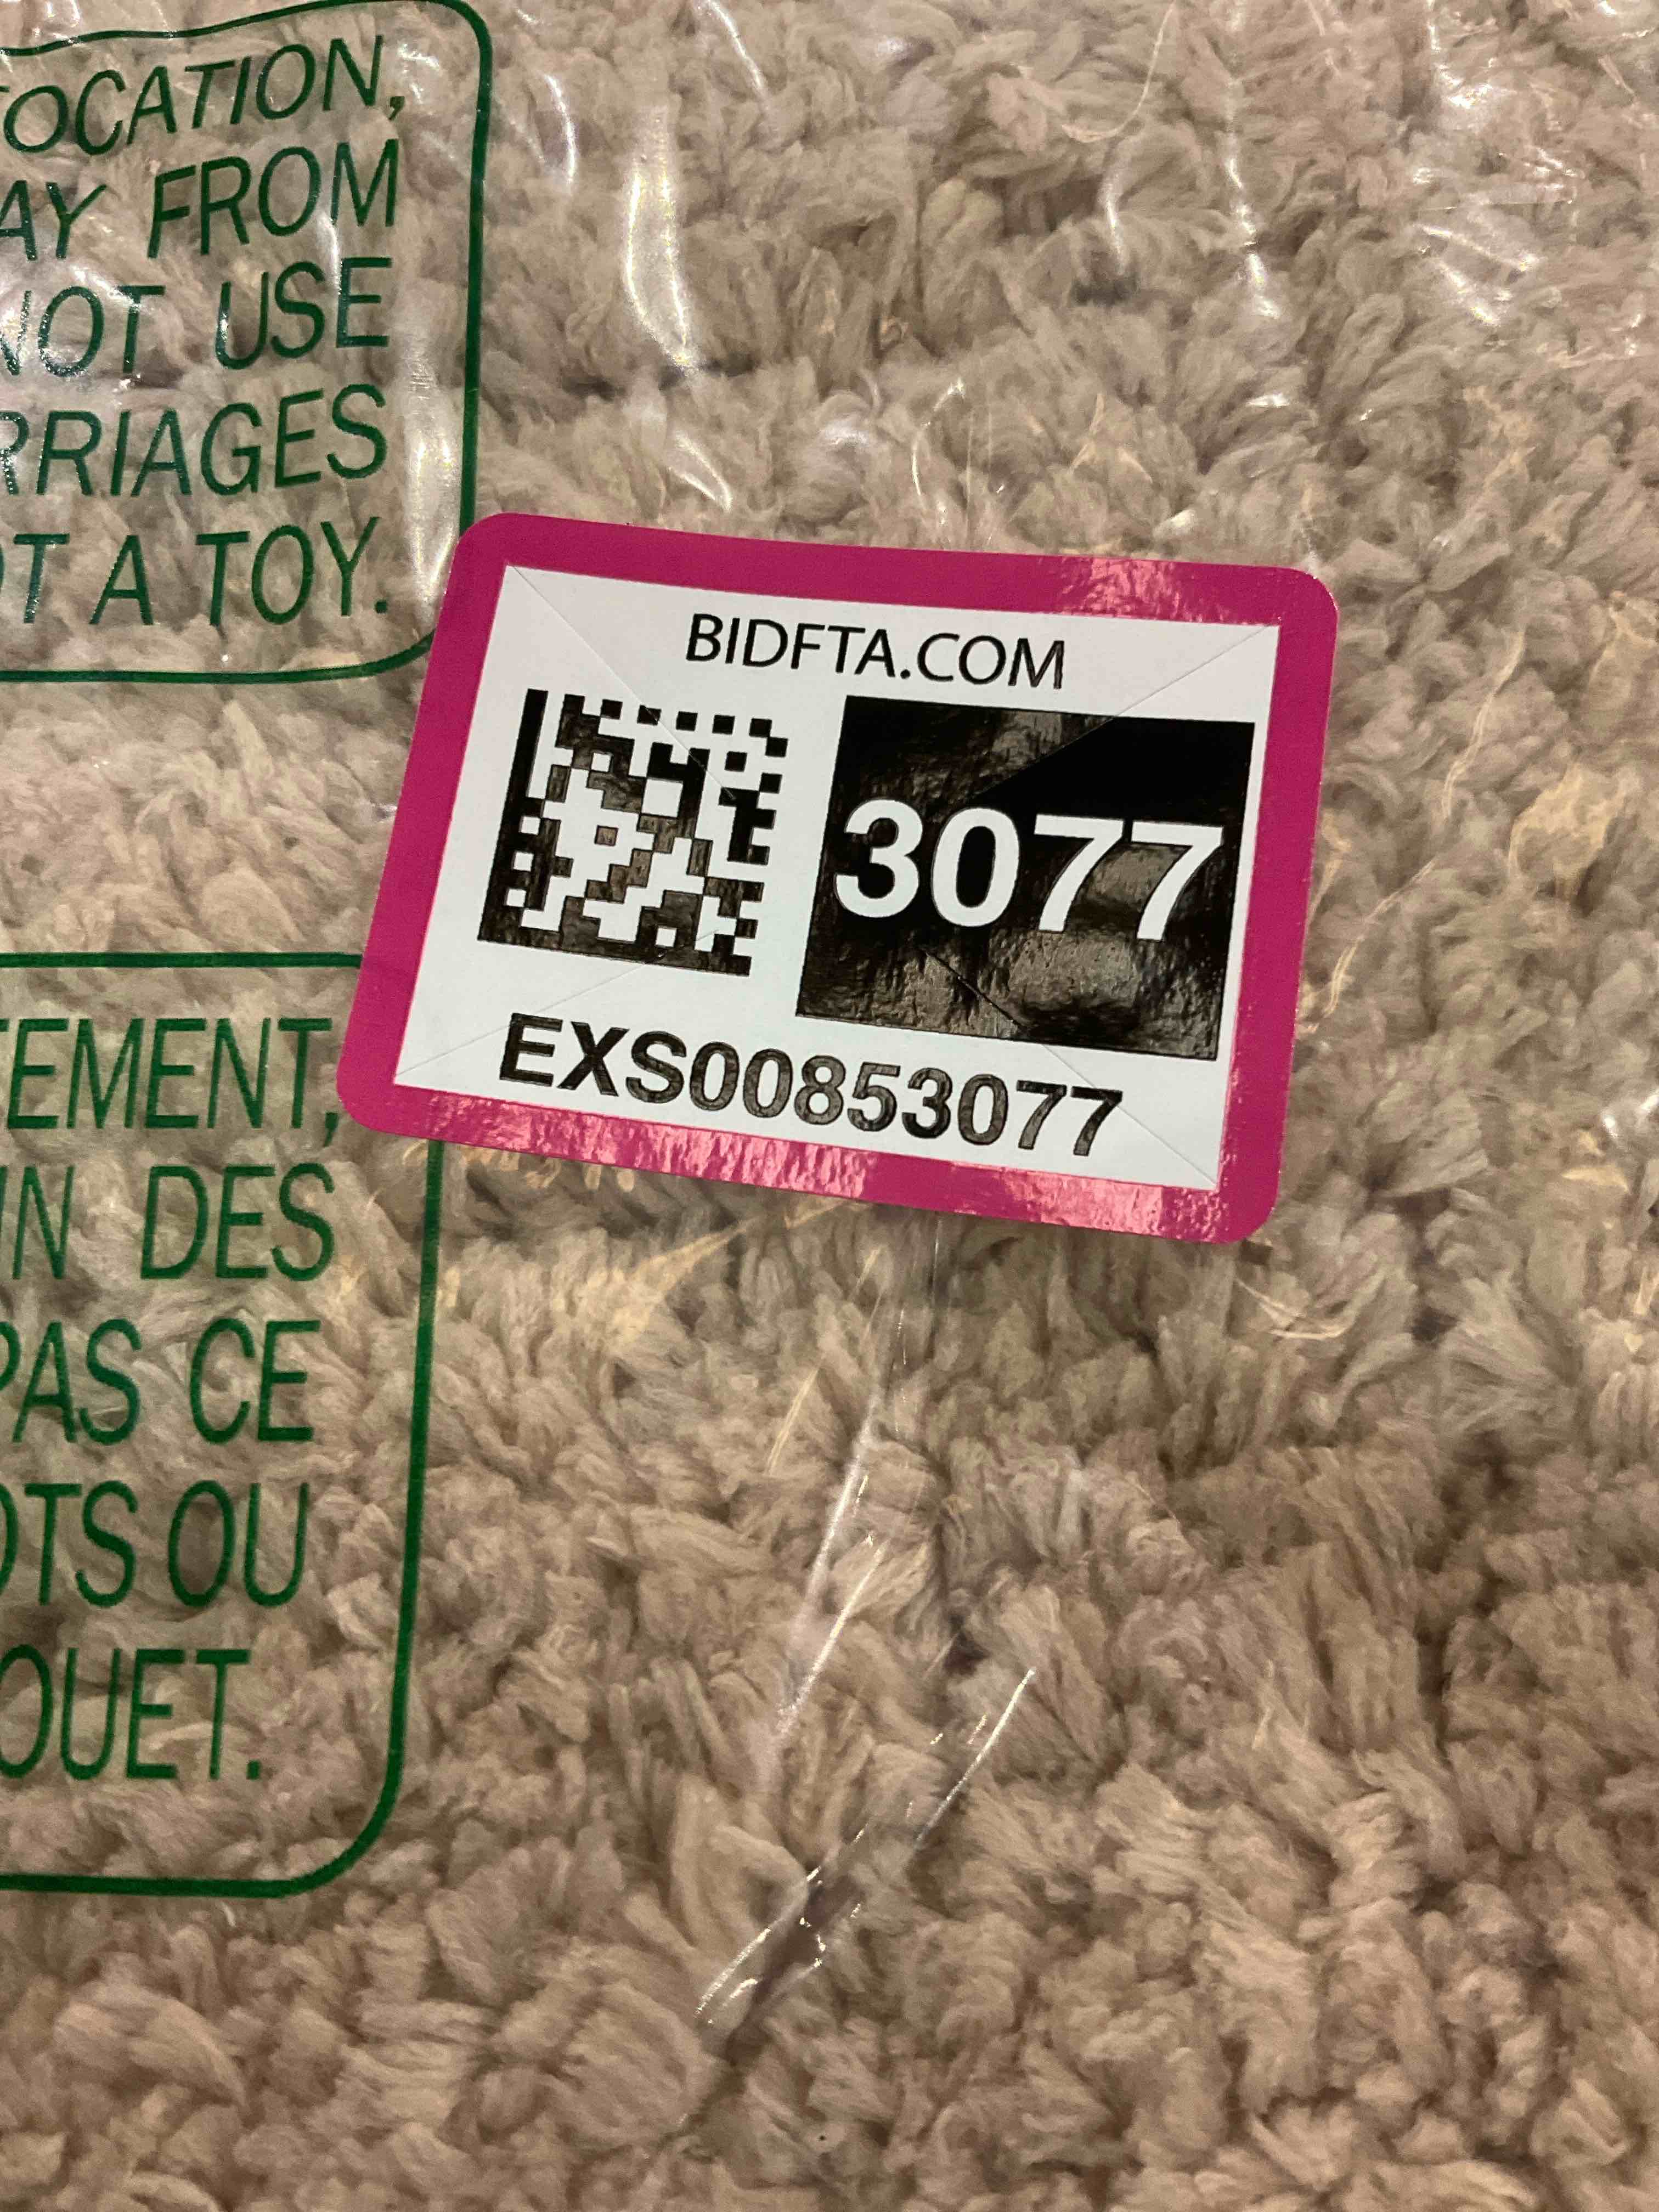 OCATION,
AY FROM
NOT USE
RRIAGES
OT A TOY.
BIDFTA.COM
3077
EXS00853077
TEMENT,
IN DES
PAS CE
OTS OU
OUET.